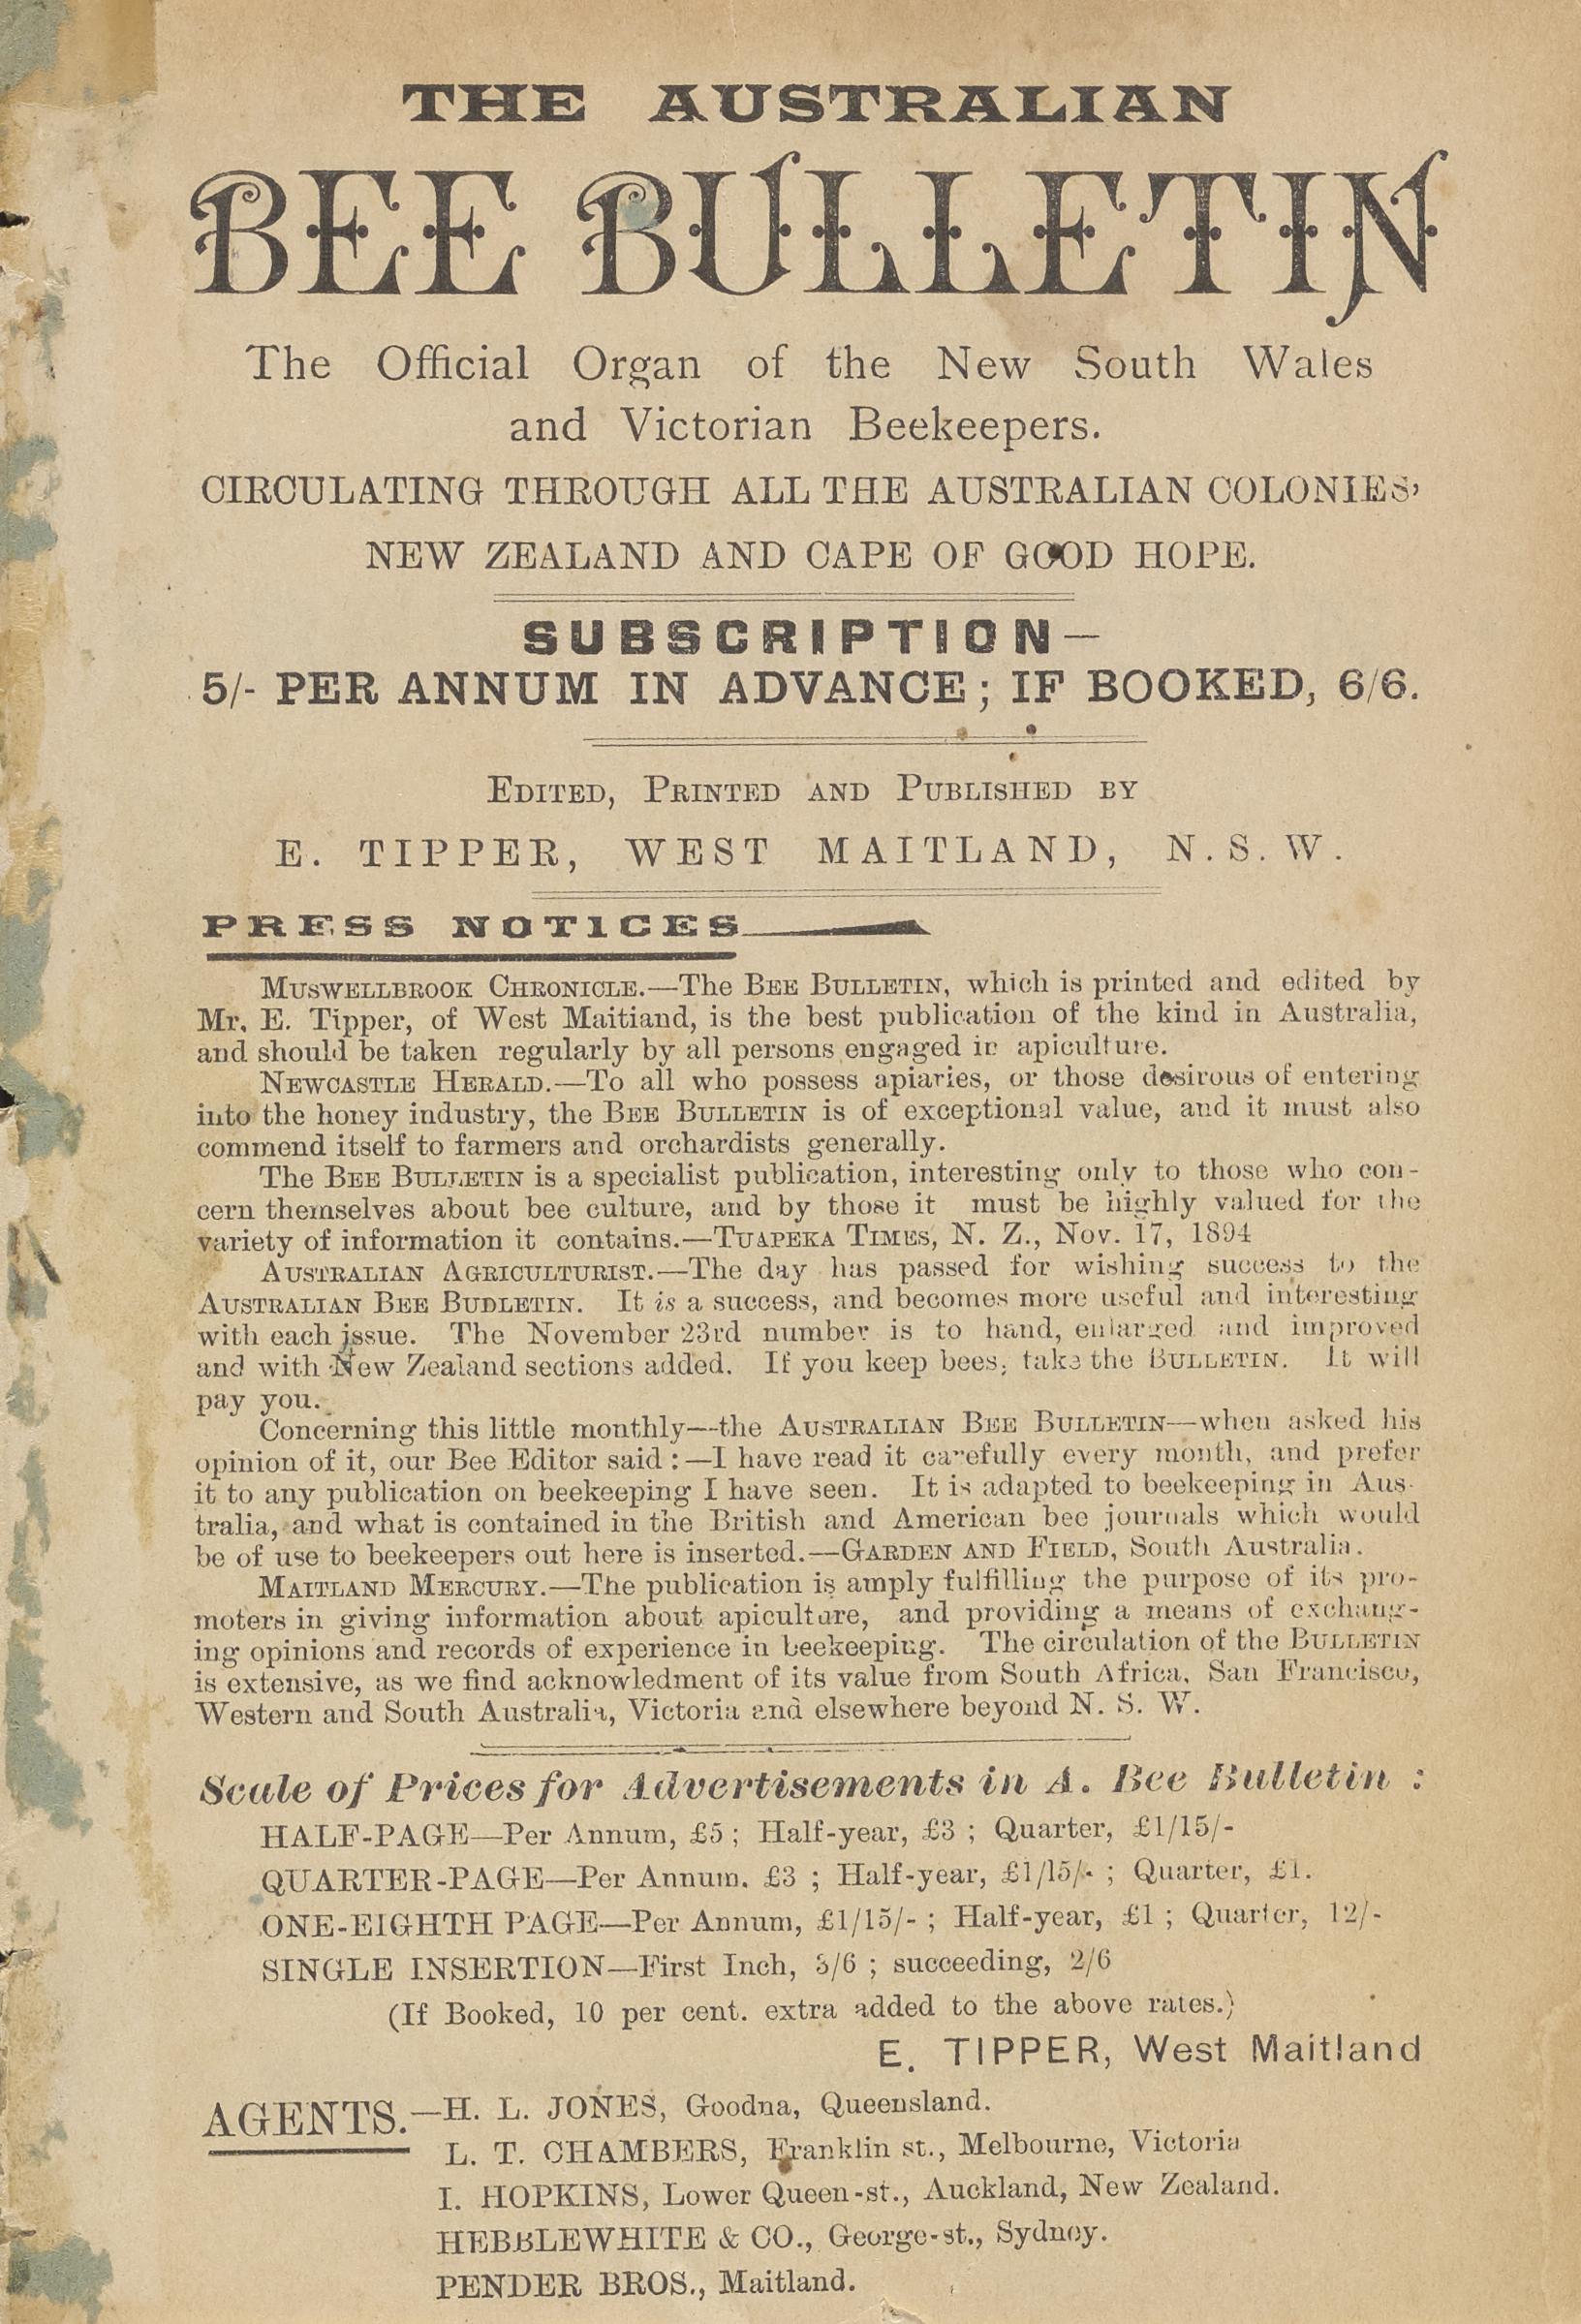 THE AUSTRALIAN
BEE BULLETIN
The Official Organ of the New South Wales
and Victorian Beekeepers.
CIRCULATING THROUGH ALL THE AUSTRALIAN COLONIES,
NEW ZEALAND AND CAPE OF GOOD HOPE.
SUBSCRIPTION—
5/- PER ANNUM IN ADVANCE; IF BOOKED, 6/6.
EDITED, PRINTED AND PUBLISHED BY
E. TIPPER, WEST MAITLAND, N.S.W.
PRESS NOTICES
MUSWELLBROOK CHRONICLE.—The BEE BULLETIN, which is printed and edited by
Mr. E. Tipper, of West Maitiand, is the best publication of the kind in Australia,
and should be taken regularly by all persons engaged in apiculture.
NEWCASTLE HERALD.—To all who possess apiaries, or those desirous of entering
into the honey industry, the BEE BULLETIN is of exceptional value, and it must also
commend itself to farmers and orchardists generally.
The BEE BULLETIN is a specialist publication, interesting only to those who con-
cern themselves about bee culture, and by those it must be highly valued for the
variety of information it contains.—TUAPEKA TIMES, N. Z., Nov. 17, 1894
AUSTRALIAN AGRICULTURIST.—The day has passed for wishing success to the
AUSTRALIAN BEE BUDLETIN. It is a success, and becomes more useful and interesting
with each issue. The November 23rd number is to hand, enlarged and improved
and with New Zealand sections added. If you keep bees, take the BULLETIN. It will
pay you.
Concerning this little monthly—the AUSTRALIAN BEE BULLETIN—when asked his
opinion of it, our Bee Editor said :—I have read it carefully every month, and prefer
it to any publication on beekeeping I have seen. It is adapted to beekeeping in Aus-
tralia, and what is contained in the British and American bee journals which would
be of use to beekeepers out here is inserted.—GARDEN AND FIELD, South Australia.
MAITLAND MERCURY.—The publication is amply fulfilling the purpose of its pro-
moters in giving information about apiculture, and providing a means of exchang-
ing opinions and records of experience in beekeeping. The circulation of the BULLETIN
is extensive, as we find acknowledment of its value from South Africa, San Francisco,
Western and South Australia, Victoria and elsewhere beyond N. S. W.
Scale of Prices for Advertisements in A. Bee Bulletin :
HALF-PAGE—Per Annum, £5 ; Half-year, £3 ; Quarter, £1/15/-
QUARTER-PAGE—Per Annum. £3 ; Half-year, £1/15/- ; Quarter, £1.
ONE-EIGHTH PAGE—Per Annum, £1/15/- ; Half-year, £1 ; Quarter, 12/-
SINGLE INSERTION—First Inch, 3/6 ; succeeding, 2/6
(If Booked, 10 per cent. extra added to the above rates.)
E. TIPPER, West Maitland
AGENTS.—H. L. JONES, Goodna, Queensland.
L. T. CHAMBERS, Franklin st., Melbourne, Victoria
I. HOPKINS, Lower Queen-st., Auckland, New Zealand.
HEBBLEWHITE & CO., George-st., Sydney.
PENDER BROS., Maitland.